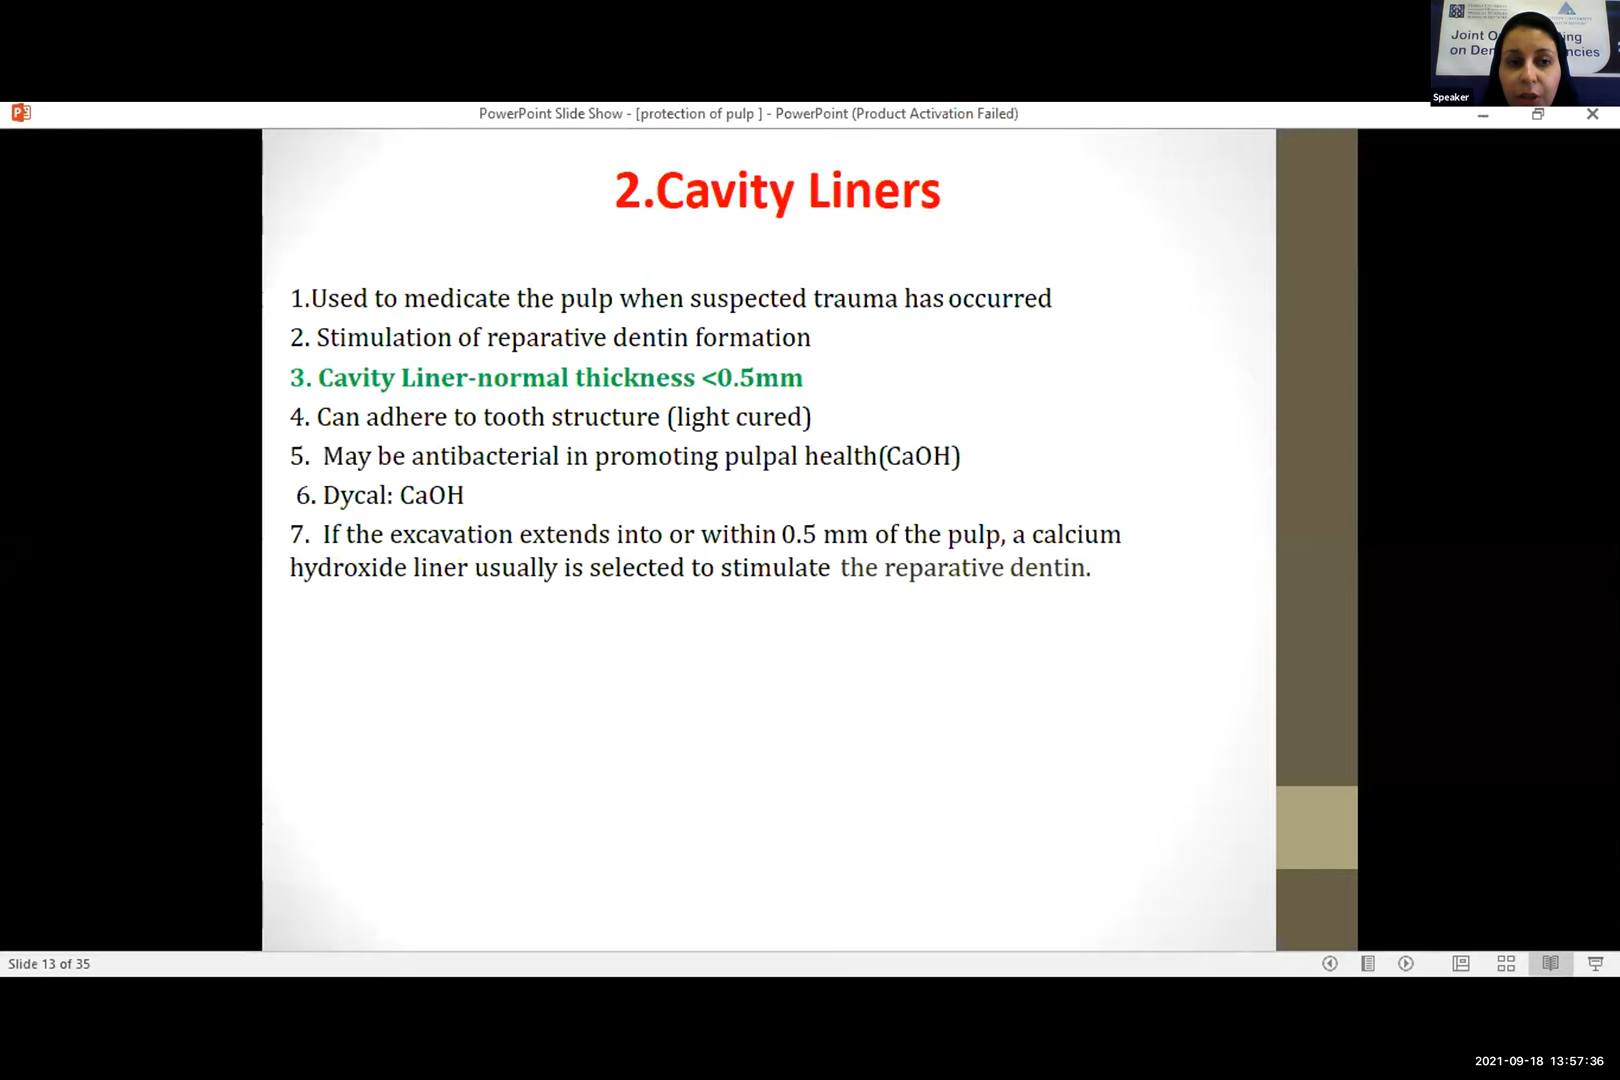 Joint O ing
on Den ncies
Speaker
PowerPoint Slide Show - [protection of pulp ] - PowerPoint (Product Activation Failed)
2.Cavity Liners
1.Used to medicate the pulp when suspected trauma has occurred
2. Stimulation of reparative dentin formation
3. Cavity Liner-normal thickness <0.5mm
4. Can adhere to tooth structure (light cured)
5. May be antibacterial in promoting pulpal health(CaOH)
6. Dycal: CaOH
7. If the excavation extends into or within 0.5 mm of the pulp, a calcium
hydroxide liner usually is selected to stimulate the reparative dentin.
Slide 13 of 35
2021-09-18 13:57:36